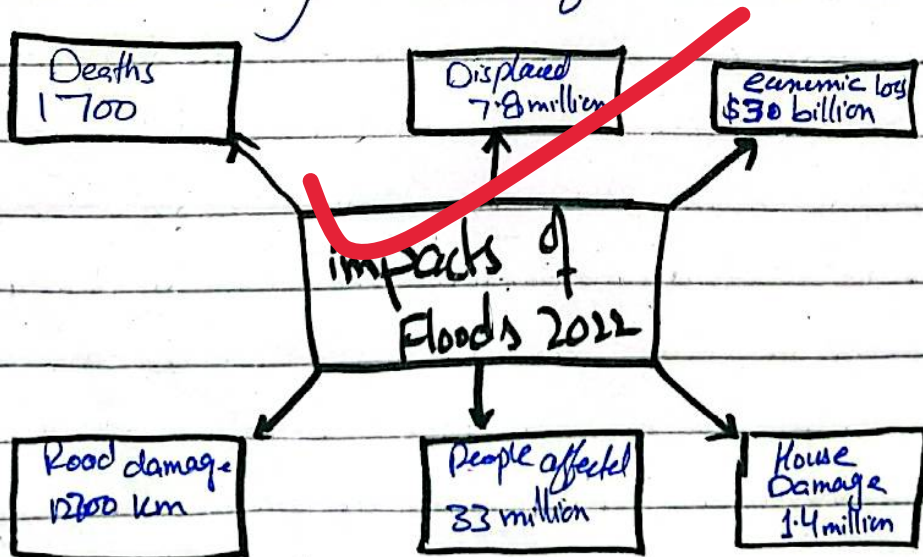 Deaths
1700
Displaced
7.8 million
economic loss
$30 billion
impacts of
Floods 2022
Road damage
km
People affected
33 million
House
Damage
1.4 million